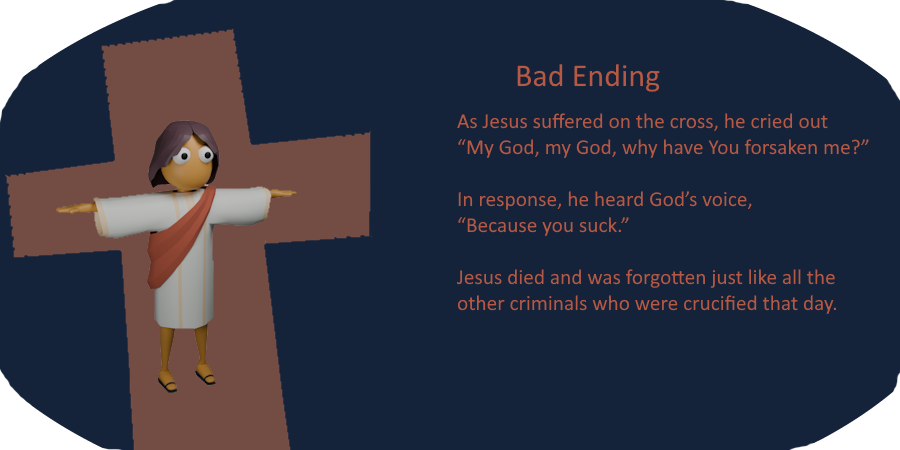 Bad Ending
As Jesus suffered on the cross, he cried out
“My God, my God, why have You forsaken me?”
In response, he heard God’s voice,
“Because you suck.”
Jesus died and was forgotten just like all the
other criminals who were crucified that day.